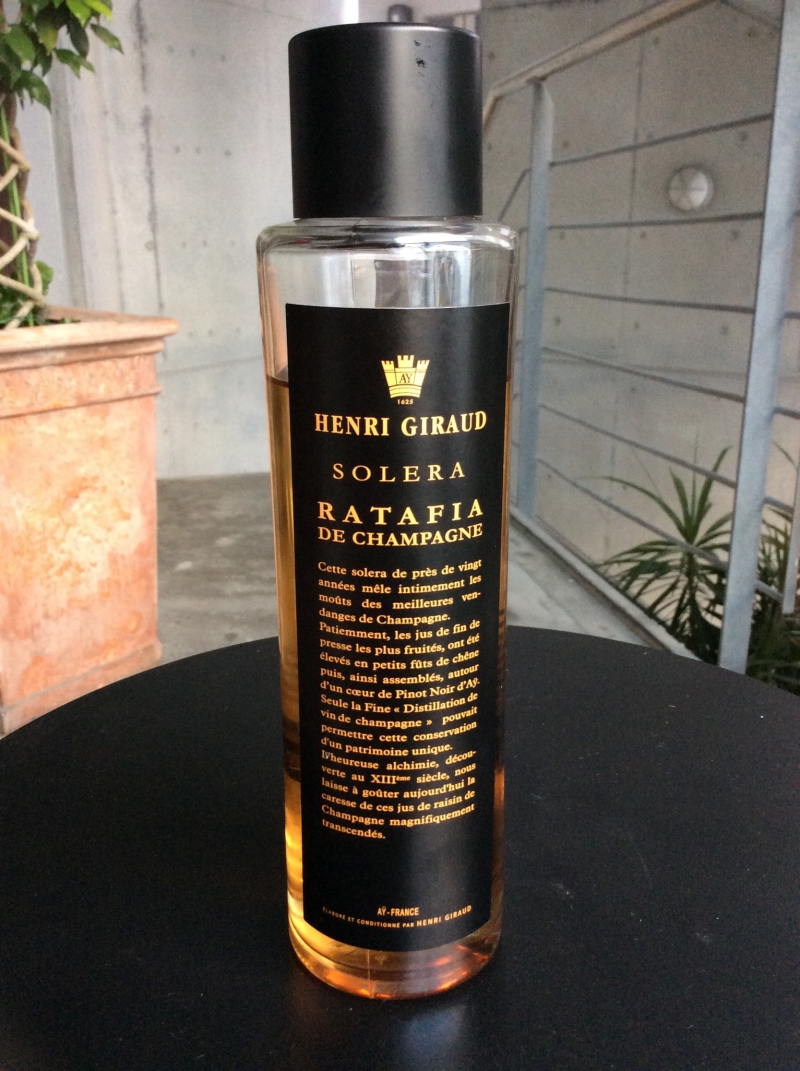 AY
1625
HENRI GIRAUD
SOLERA
RATAFIA
DE CHAMPAGNE
Cette solera de près de vingt
années mêle intimement les
moûts des meilleures ven-
danges de Champagne.
Patiemment, les jus de fin de
presse les plus fruités, ont été
élevés en petits fûts de chêne
puis, ainsi assemblés, autour
d'un cœur de Pinot Noir d'Aÿ.
Seule la Fine « Distillation de
vin de champagne » pouvait
permettre cette conservation
d'un patrimoine unique.
L'heureuse alchimie, décou-
verte au XIIIème siècle, nous
laisse à goûter aujourd'hui la
caresse de ces jus de raisin de
Champagne magnifiquement
transcendés.
AŸ-FRANCE
ÉLABORÉ ET CONDITIONNÉ PAR HENRI GIRAUD